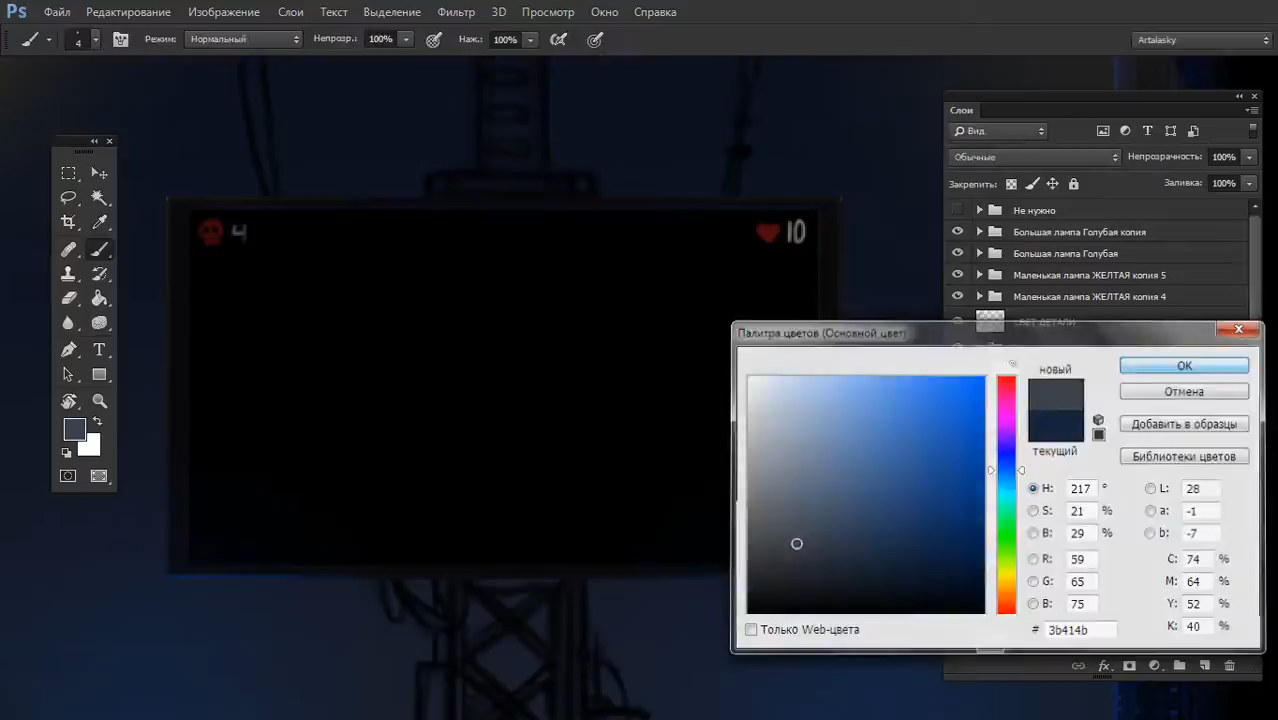 Ps Файл Редактирование Изображение Слои Текст Выделение Фильтр 3D Просмотр Окно Справка
4 Режим: Нормальный Непрозр.: 100% Наж.: 100% Artalasky
Слои
Вид
Обычные Непрозрачность: 100%
Закрепить: Заливка: 100%
Не нужно
4 10
Большая лампа Голубая копия
Большая лампа Голубая
Маленькая лампа ЖЕЛТАЯ копия 5
Маленькая лампа ЖЕЛТАЯ копия 4
СВЕТ ДЕТАЛИ
Палитра цветов (Основной цвет)
новый
OK
Отмена
Добавить в образцы
текущий
Библиотеки цветов
H: 217 ° L: 28
S: 21 % a: -1
B: 29 % b: -7
R: 59 C: 74 %
G: 65 M: 64 %
B: 75 Y: 52 %
# 3b414b K: 40 %
Только Web-цвета
fx